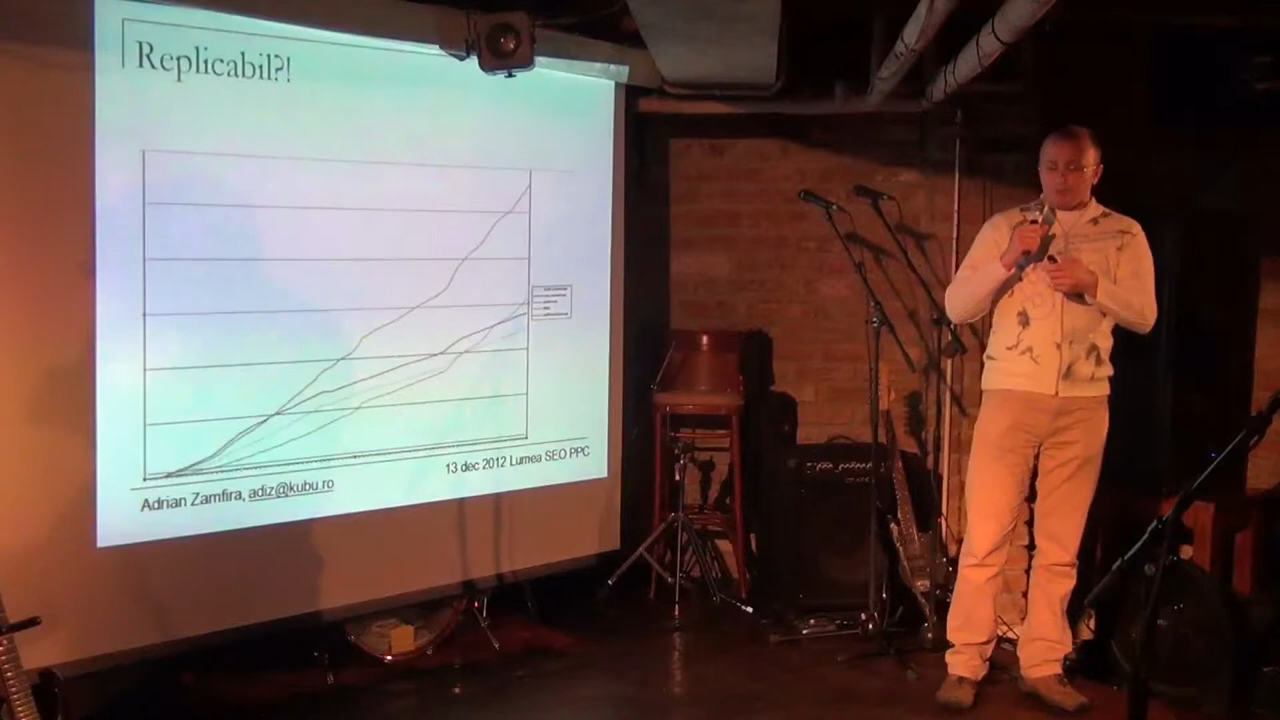 Replicabil?!
13 dec 2012 Lumea SEO PPC
Adrian Zamfira, adiz@kubu.ro